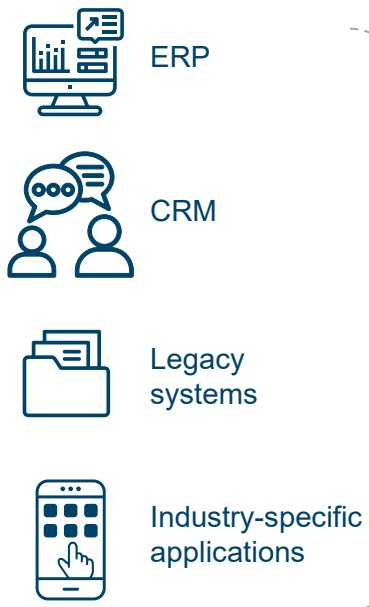 ERP
CRM
Legacy
systems
Industry-specific
applications